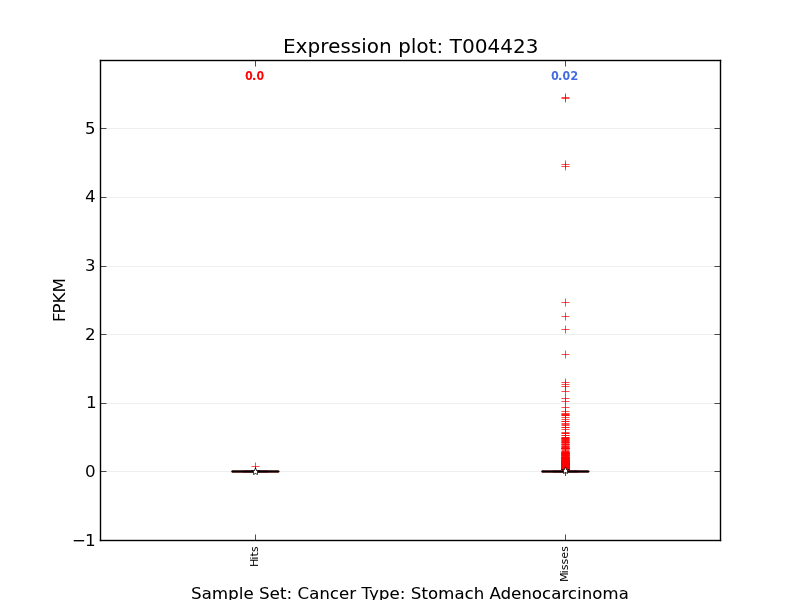 Expression plot: T004423
0.0
0.02
5
4
3
2
1
0
−1
FPKM
Hits
Misses
Sample Set: Cancer Type: Stomach Adenocarcinoma